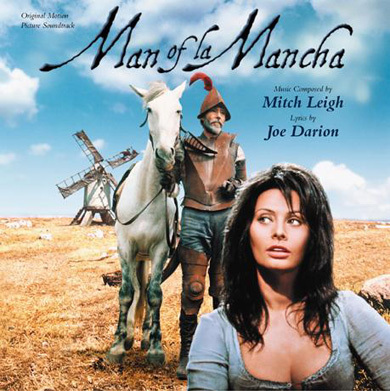 Original Motion
Picture Soundtrack
Man of la Mancha
Music Composed by
Mitch Leigh
Lyrics by
Joe Darion